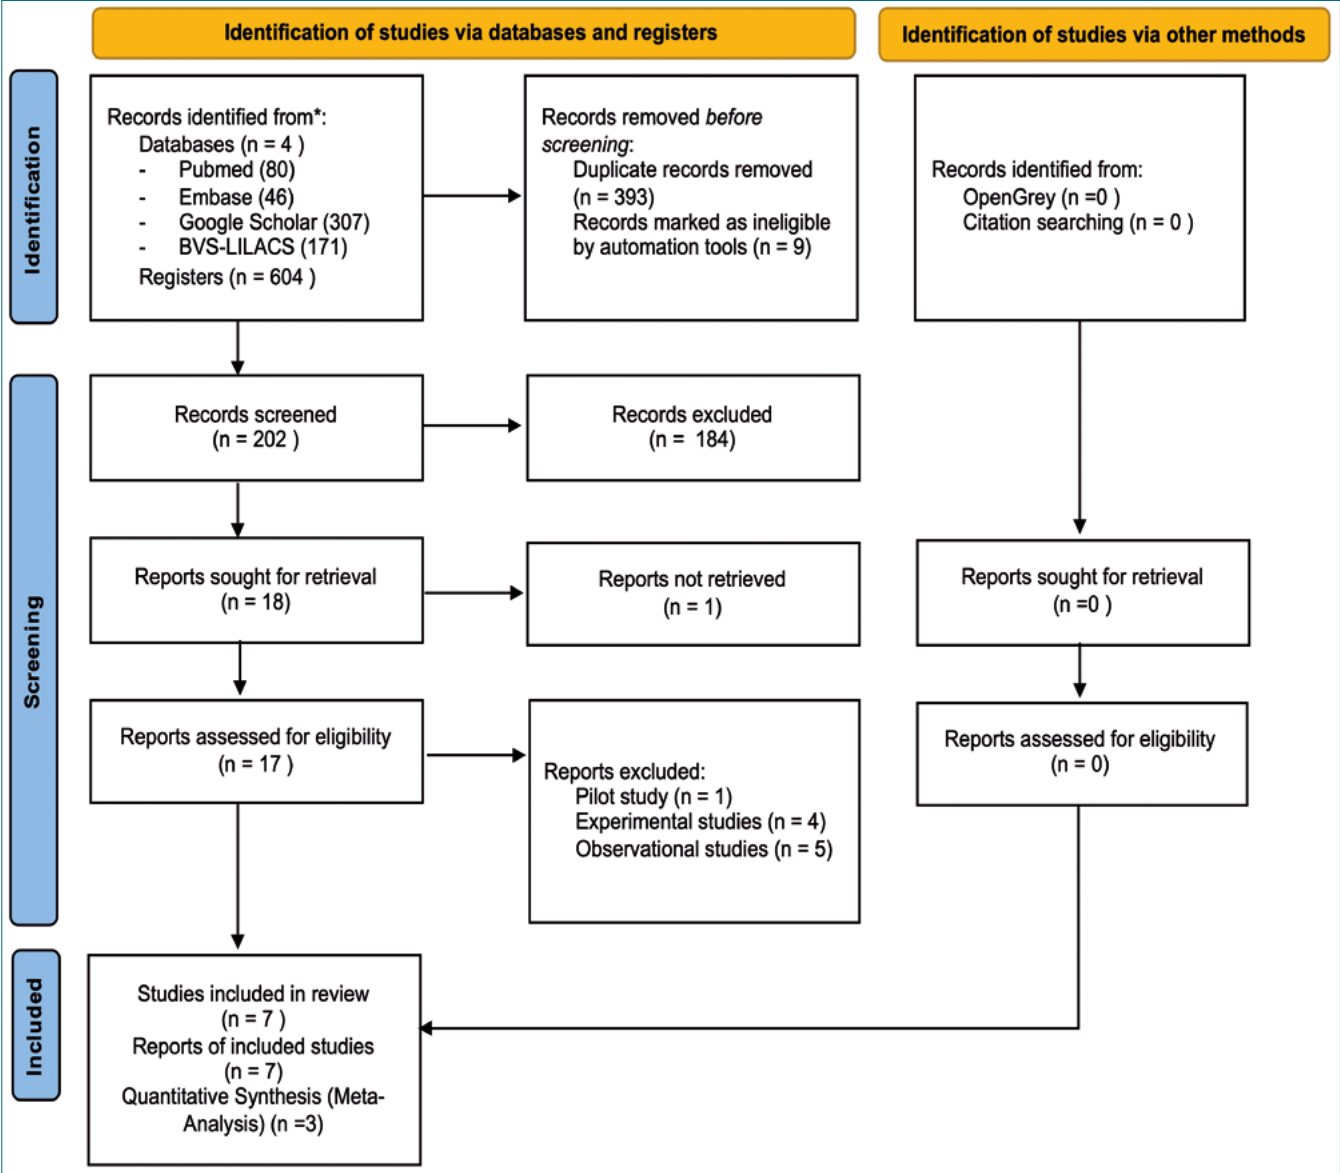 Identification of studies via databases and registers
Identification of studies via other methods
Identification
Records identified from*:
Databases (n = 4 )
- Pubmed (80)
- Embase (46)
- Google Scholar (307)
- BVS-LILACS (171)
Registers (n = 604 )
Records removed before
screening:
Duplicate records removed
(n = 393)
Records marked as ineligible
by automation tools (n = 9)
Records identified from:
OpenGrey (n =0 )
Citation searching (n = 0 )
Screening
Records screened
(n = 202 )
Records excluded
(n = 184)
Reports sought for retrieval
(n = 18)
Reports not retrieved
(n = 1)
Reports sought for retrieval
(n =0 )
Reports assessed for eligibility
(n = 17 )
Reports excluded:
Pilot study (n = 1)
Experimental studies (n = 4)
Observational studies (n = 5)
Reports assessed for eligibility
(n = 0)
Included
Studies included in review
(n = 7 )
Reports of included studies
(n = 7)
Quantitative Synthesis (Meta-
Analysis) (n =3)